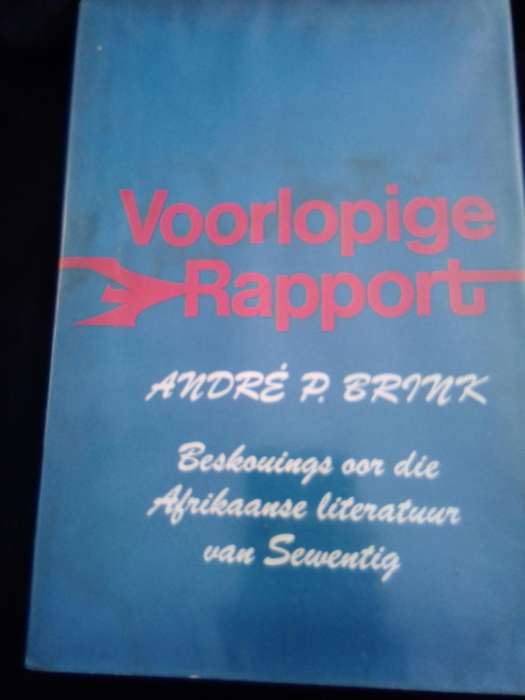 Voorlopige
Rapport
ANDRÉ P. BRINK
Beskouings oor die
Afrikaanse literatuur
van Sewentig